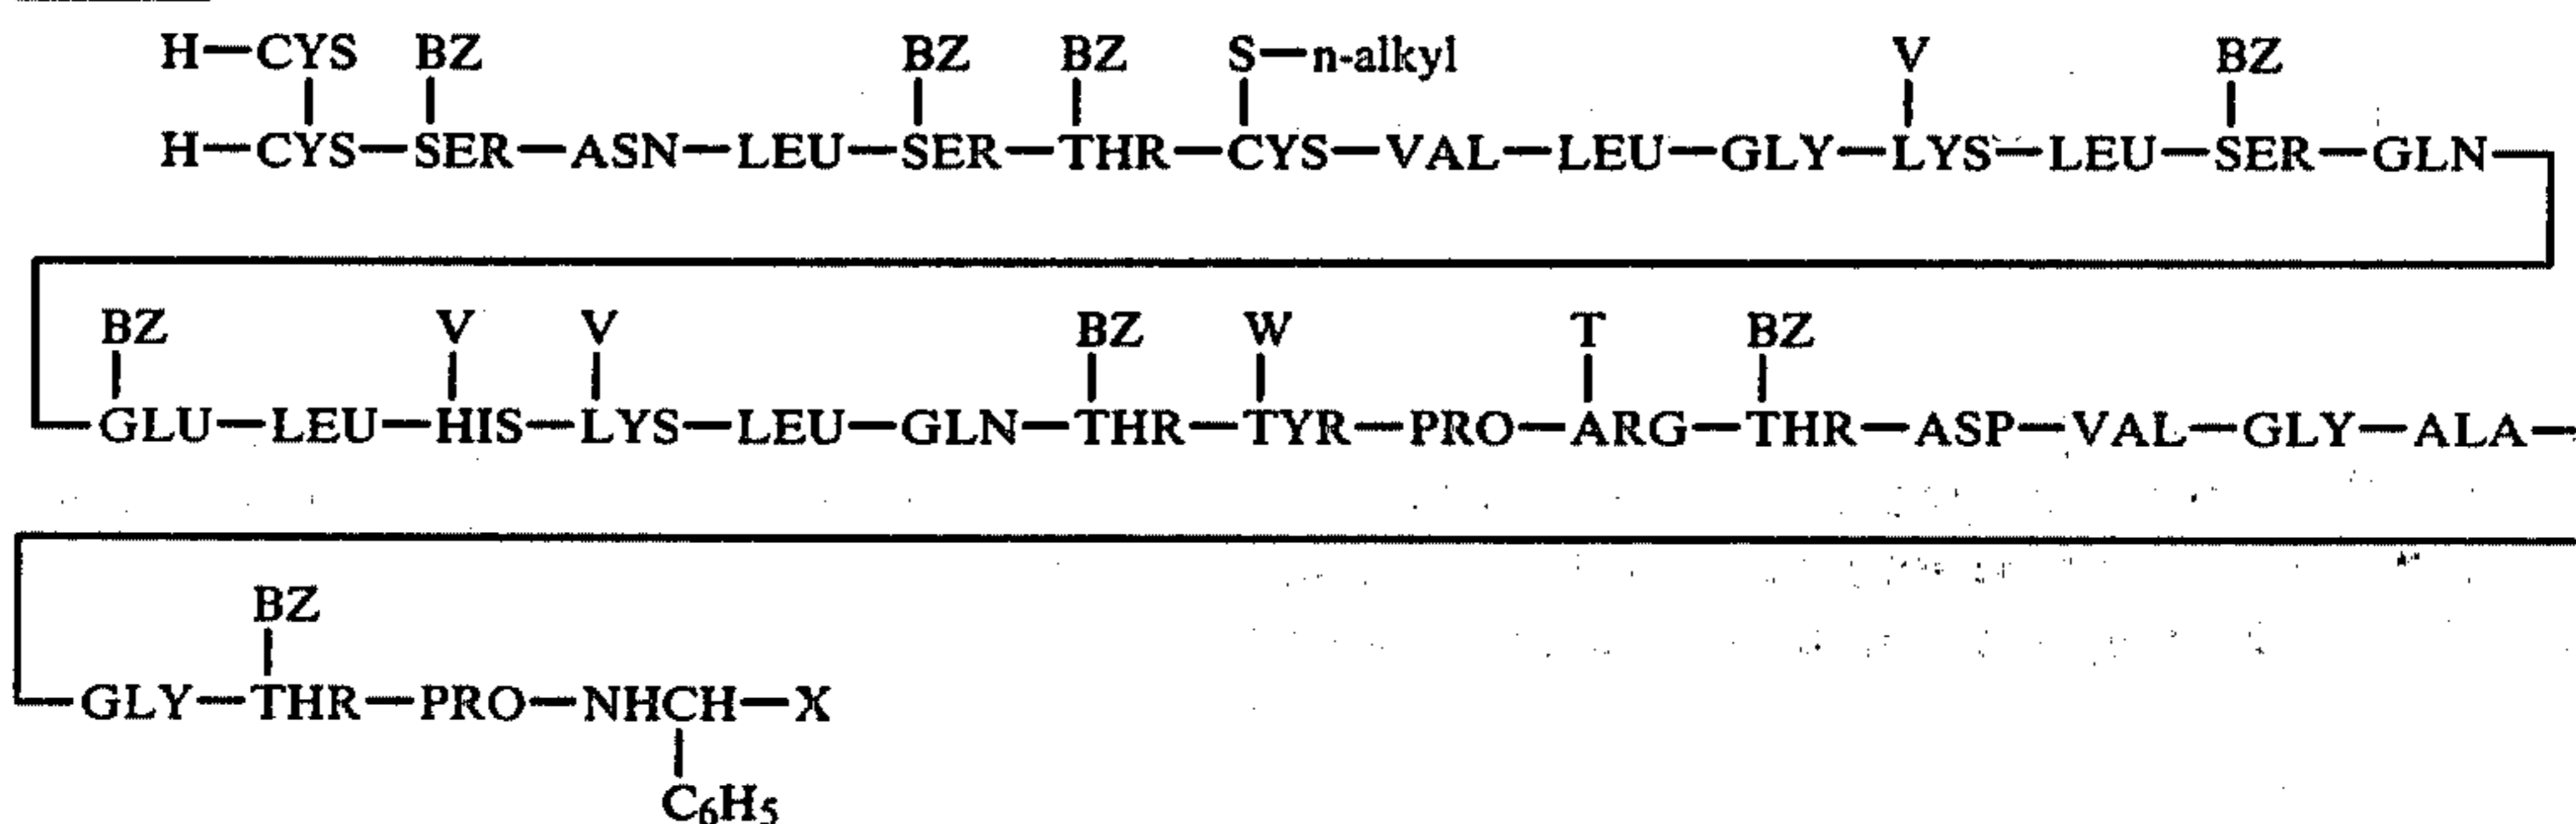 H—CYS BZ BZ BZ S—n-alkyl V BZ
H—CYS—SER—ASN—LEU—SER—THR—CYS—VAL—LEU—GLY—LYS—LEU—SER—GLN—
BZ V V BZ W T BZ
—GLU—LEU—HIS—LYS—LEU—GLN—THR—TYR—PRO—ARG—THR—ASP—VAL—GLY—ALA—
BZ
—GLY—THR—PRO—NHCH—X
C₆H₅